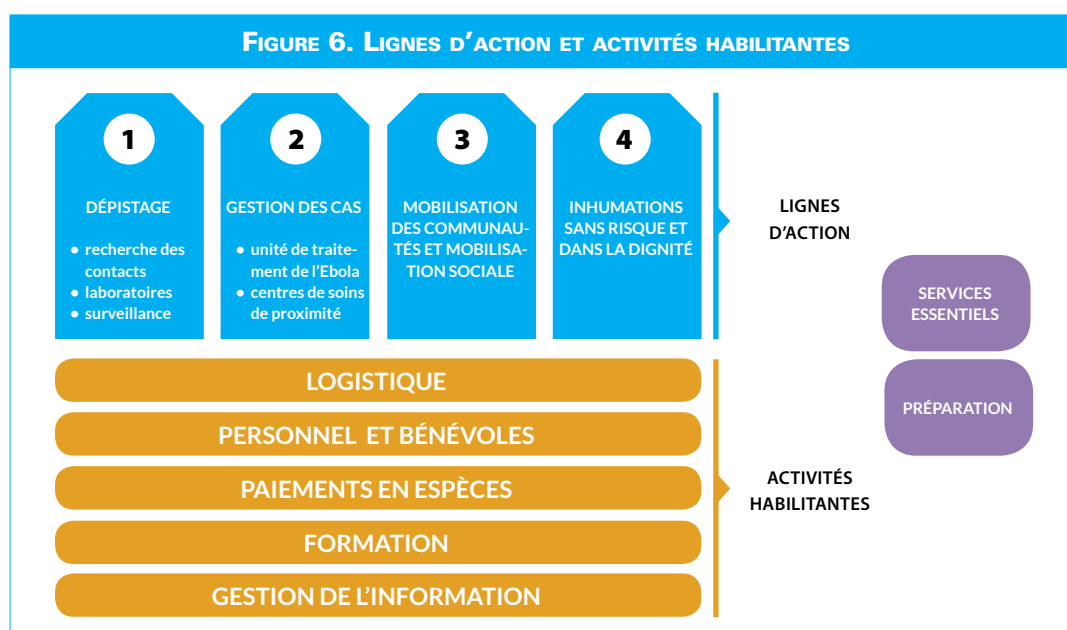 FIGURE 6. LIGNES D'ACTION ET ACTIVITÉS HABILITANTES
1
DÉPISTAGE
• recherche des
contacts
• laboratoires
• surveillance
2
GESTION DES CAS
• unité de traite-
ment de l'Ebola
• centres de soins
de proximité
3
MOBILISATION
DES COMMUNAU-
TÉS ET MOBILISA-
TION SOCIALE
4
INHUMATIONS
SANS RISQUE ET
DANS LA DIGNITÉ
LIGNES
D'ACTION
SERVICES
ESSENTIELS
PRÉPARATION
LOGISTIQUE
PERSONNEL ET BÉNÉVOLES
PAIEMENTS EN ESPÈCES
FORMATION
GESTION DE L'INFORMATION
ACTIVITÉS
HABILITANTES